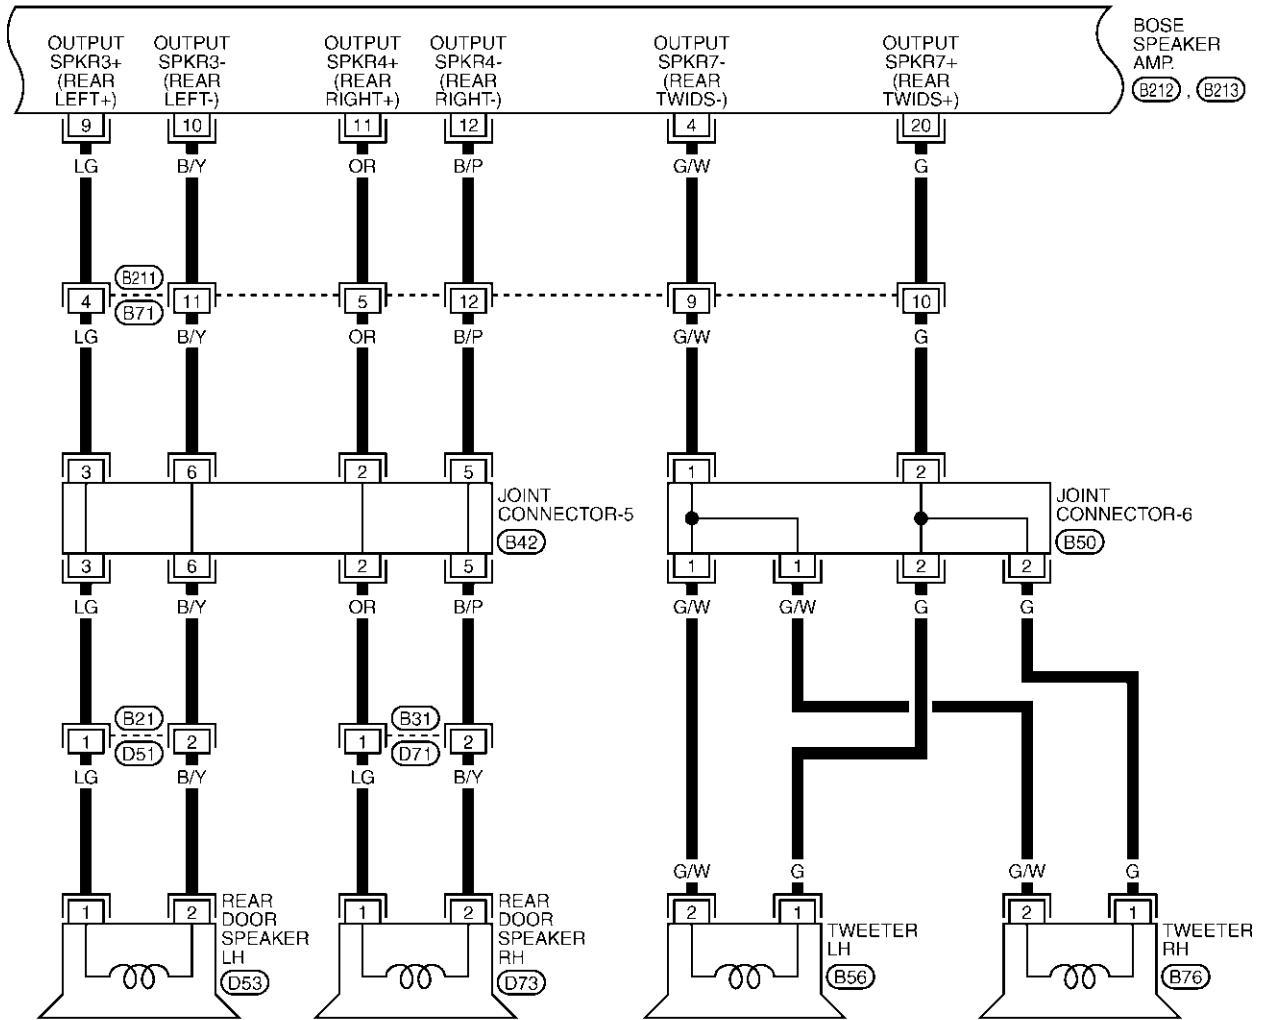 OUTPUT
SPKR3+
(REAR
LEFT+)
OUTPUT
SPKR3-
(REAR
LEFT-)
OUTPUT
SPKR4+
(REAR
RIGHT+)
OUTPUT
SPKR4-
(REAR
RIGHT-)
OUTPUT
SPKR7-
(REAR
TWIDS-)
OUTPUT
SPKR7+
(REAR
TWIDS+)
BOSE
SPEAKER
AMP.
B212 , B213
9 10 11 12 4 20
LG B/Y OR B/P G/W G
B211
4 11 5 12 9 10
B71
LG B/Y OR B/P G/W G
3 6 2 5 1 2
JOINT
CONNECTOR-5
B42
JOINT
CONNECTOR-6
B50
3 6 2 5 1 1 2 2
LG B/Y OR B/P G/W G/W G G
B21 B31
1 2 1 2
D51 D71
LG B/Y LG B/Y
G/W G G/W G
1 2 1 2 2 1 2 1
REAR
DOOR
SPEAKER
LH
D53
REAR
DOOR
SPEAKER
RH
D73
TWEETER
LH
B56
TWEETER
RH
B76